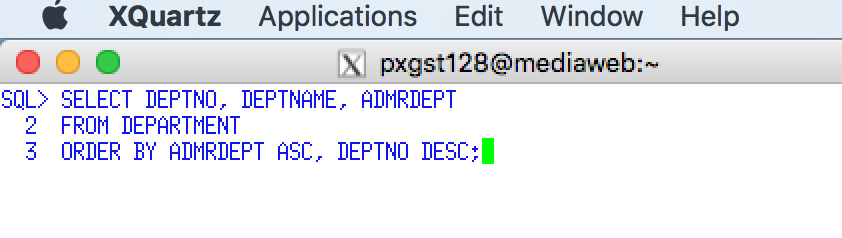 XQuartz Applications Edit Window Help
X pxgst128@mediaweb:~
SQL> SELECT DEPTNO, DEPTNAME, ADMRDEPT
2 FROM DEPARTMENT
3 ORDER BY ADMRDEPT ASC, DEPTNO DESC;